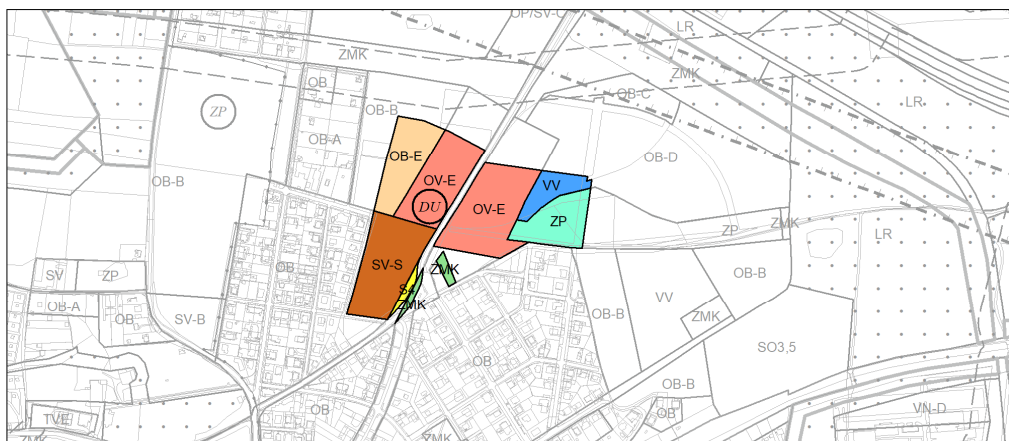 OP/SV-C
LR
ZMK
ZMK
OB
OB-C
LR
OB-B
ZP
OB-A
OB-E
OB-D
OV-E
VV
OB-B
DU
OV-E
ZP
ZP
ZMK
LR
SV-S
ZMK
OB
SV
ZP
OB-B
VV
S4
ZMK
OB-A
OB
SV-B
OB-B
ZMK
SO3,5
OB
OB-B
OB
OB
TVE
VN-D
ZMK
ZMK